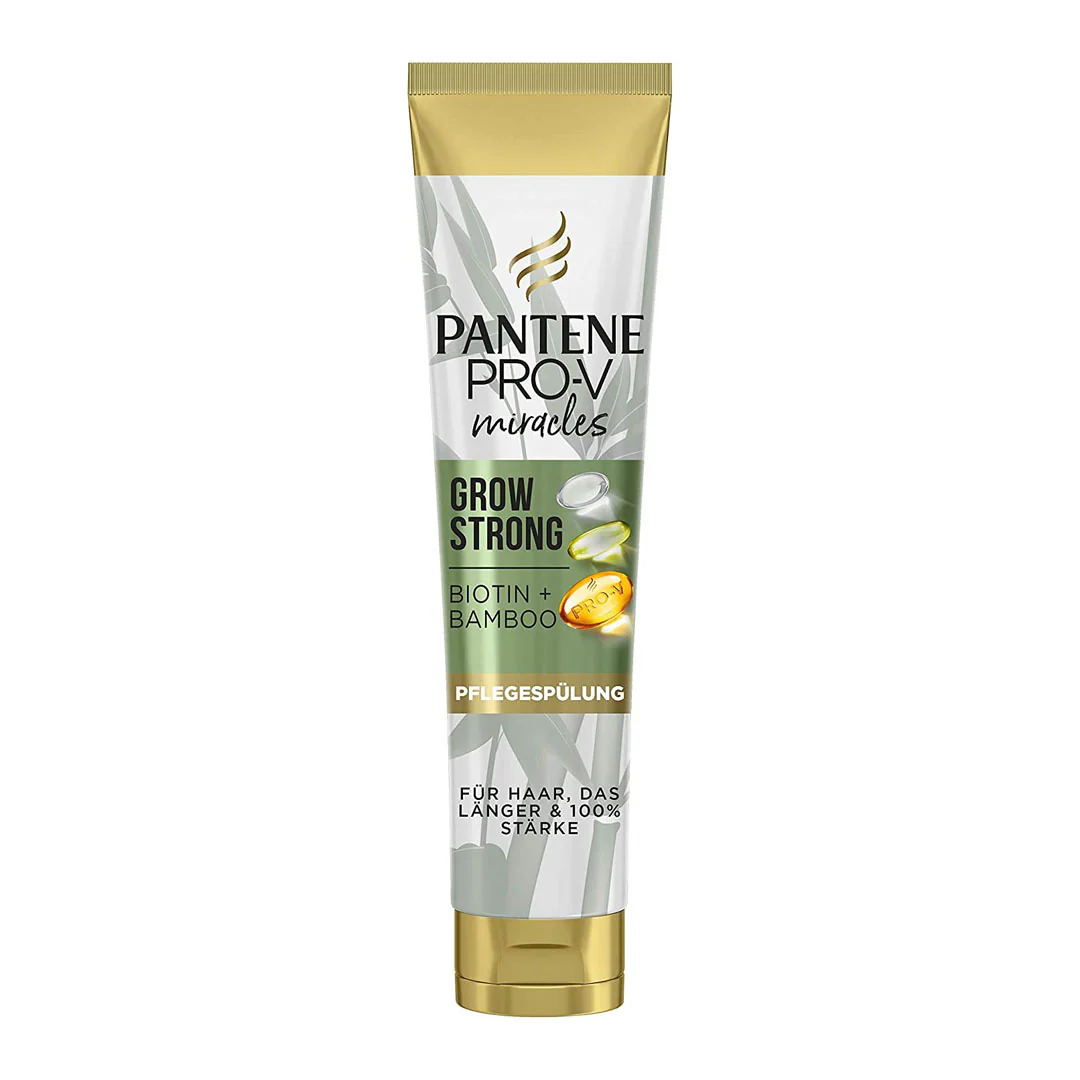 PANTENE
PRO-V
miracles
GROW
STRONG
BIOTIN +
BAMBOO
PRO-V
PFLEGESPÜLUNG
FÜR HAAR, DAS
LÄNGER & 100%
STÄRKE